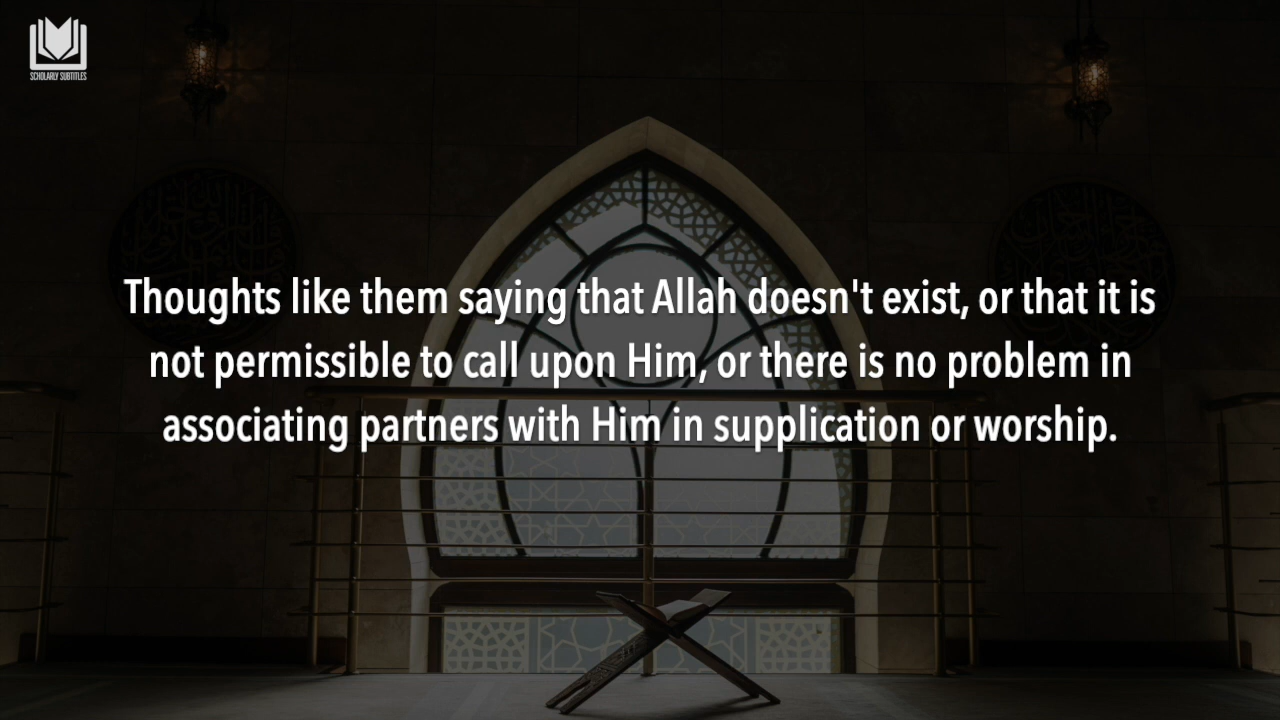 SCHOLARLY SUBTITLES
Thoughts like them saying that Allah doesn't exist, or that it is
not permissible to call upon Him, or there is no problem in
associating partners with Him in supplication or worship.